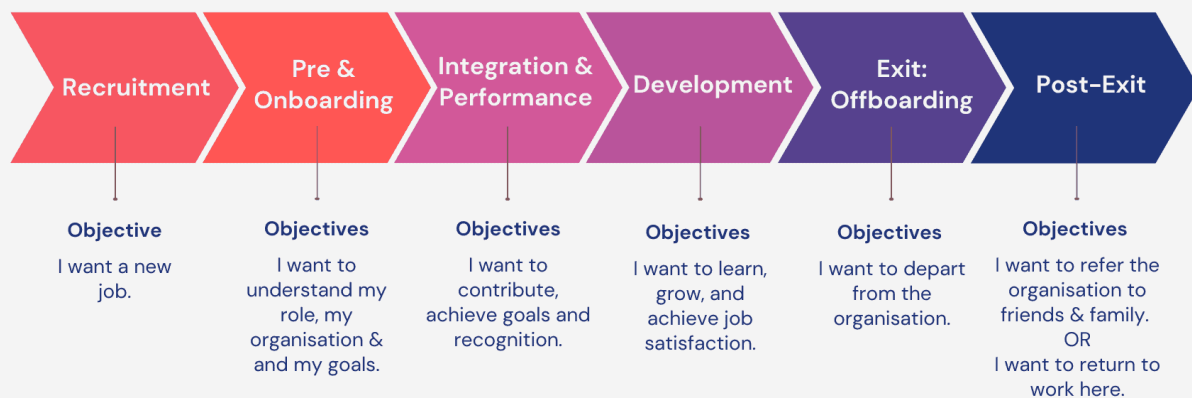 Recruitment
Pre &
Onboarding
Integration &
Performance
Development
Exit:
Offboarding
Post-Exit
Objective
I want a new
job.
Objectives
I want to
understand my
role, my
organisation &
and my goals.
Objectives
I want to
contribute,
achieve goals and
recognition.
Objectives
I want to learn,
grow, and
achieve job
satisfaction.
Objectives
I want to depart
from the
organisation.
Objectives
I want to refer the
organisation to
friends & family.
OR
I want to return to
work here.